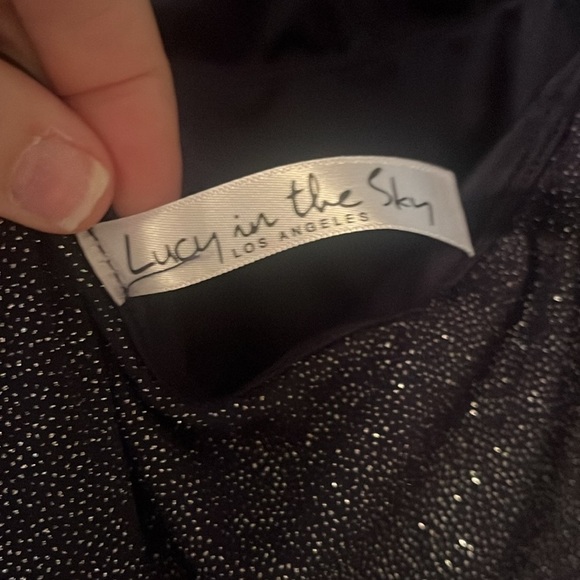 Lucy in the Sky
LOS ANGELES